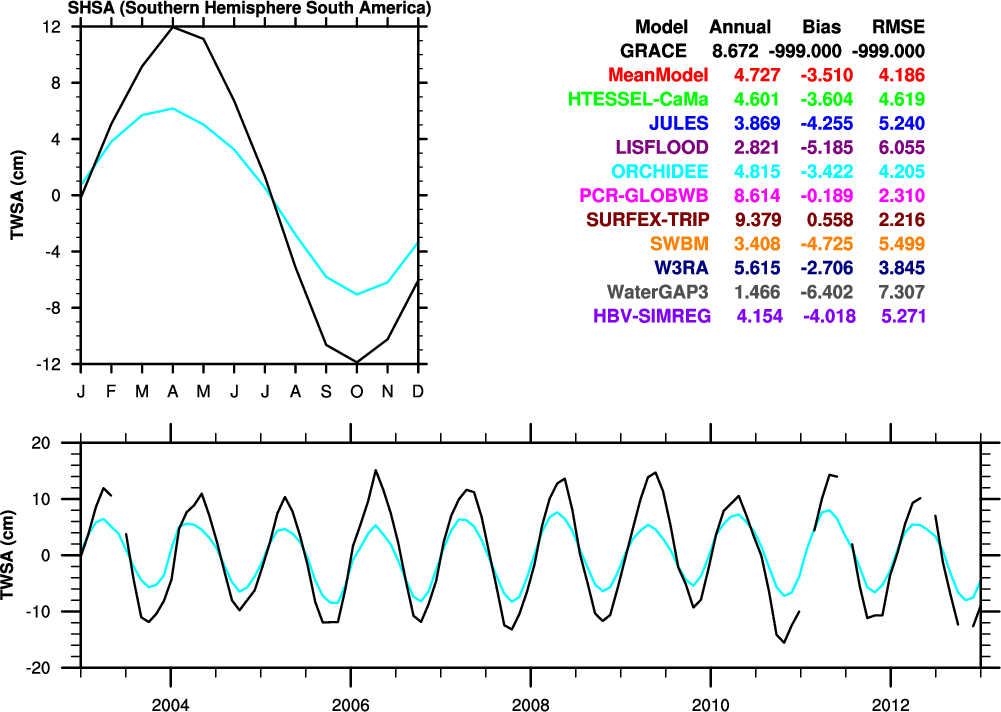 SHSA (Southern Hemisphere South America)
12
8
4
0
-4
-8
-12
TWSA (cm)
J F M A M J J A S O N D
Model Annual Bias RMSE
GRACE 8.672 -999.000 -999.000
MeanModel 4.727 -3.510 4.186
HTESSEL-CaMa 4.601 -3.604 4.619
JULES 3.869 -4.255 5.240
LISFLOOD 2.821 -5.185 6.055
ORCHIDEE 4.815 -3.422 4.205
PCR-GLOBWB 8.614 -0.189 2.310
SURFEX-TRIP 9.379 0.558 2.216
SWBM 3.408 -4.725 5.499
W3RA 5.615 -2.706 3.845
WaterGAP3 1.466 -6.402 7.307
HBV-SIMREG 4.154 -4.018 5.271
20
10
0
-10
-20
TWSA (cm)
2004 2006 2008 2010 2012